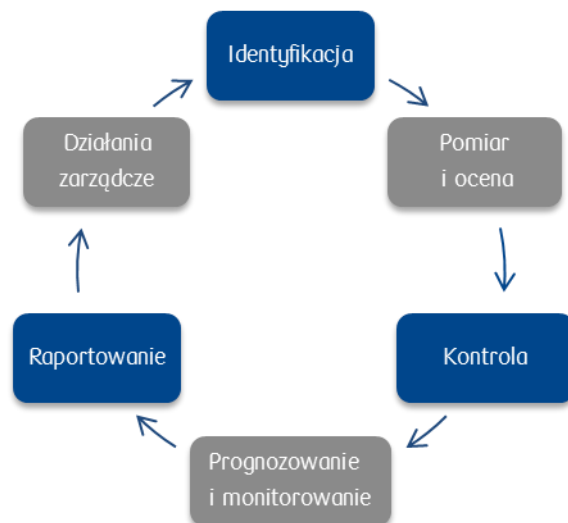 Identyfikacja
Pomiar
i ocena
Kontrola
Prognozowanie
i monitorowanie
Raportowanie
Działania
zarządcze